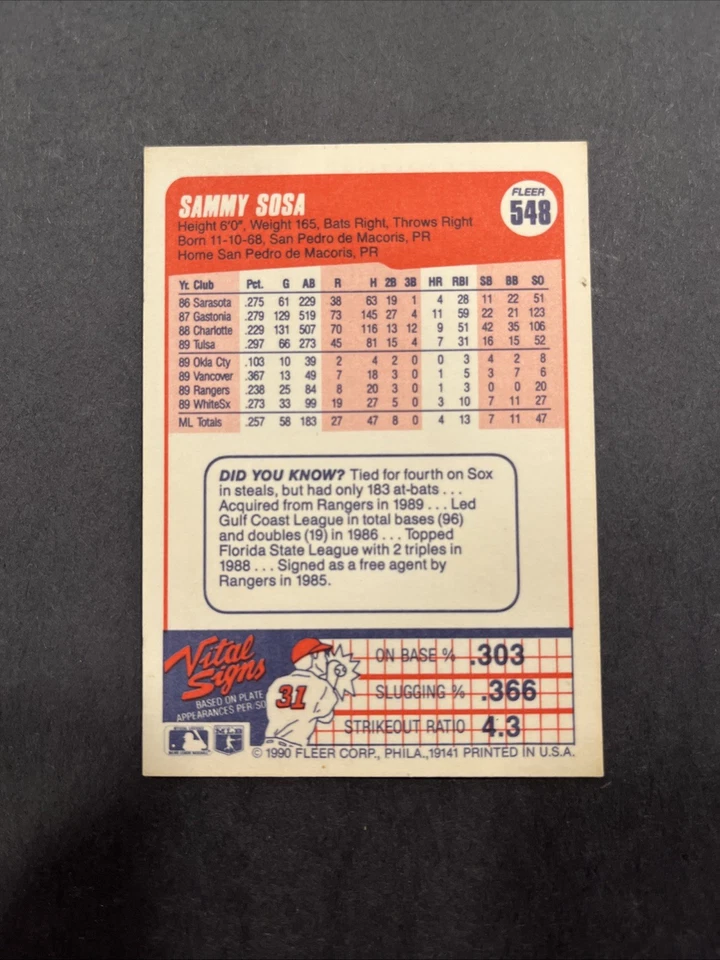 SAMMY SOSA
FLEER
548
Height 6'0", Weight 165, Bats Right, Throws Right
Born 11-10-68, San Pedro de Macoris, PR
Home San Pedro de Macoris, PR
Yr. Club Pct. G AB R H 2B 3B HR RBI SB BB SO
86 Sarasota .275 61 229 38 63 19 1 4 28 11 22 51
87 Gastonia .279 129 519 73 145 27 4 11 59 22 21 123
88 Charlotte .229 131 507 70 116 13 12 9 51 42 35 106
89 Tulsa .297 66 273 45 81 15 4 7 31 16 15 52
89 Okla Cty .103 10 39 2 4 2 0 0 3 4 2 8
89 Vancover .367 13 49 7 18 3 0 1 5 3 7 6
89 Rangers .238 25 84 8 20 3 0 1 3 0 0 20
89 WhiteSx .273 33 99 19 27 5 0 3 10 7 11 27
ML Totals .257 58 183 27 47 8 0 4 13 7 11 47
DID YOU KNOW? Tied for fourth on Sox
in steals, but had only 183 at-bats . . .
Acquired from Rangers in 1989 . . . Led
Gulf Coast League in total bases (96)
and doubles (19) in 1986 . . . Topped
Florida State League with 2 triples in
1988 . . . Signed as a free agent by
Rangers in 1985.
Vital
Signs
BASED ON PLATE
APPEARANCES PER SO
31
ON BASE % .303
SLUGGING % .366
STRIKEOUT RATIO 4.3
© 1990 FLEER CORP., PHILA.,19141 PRINTED IN U.S.A.